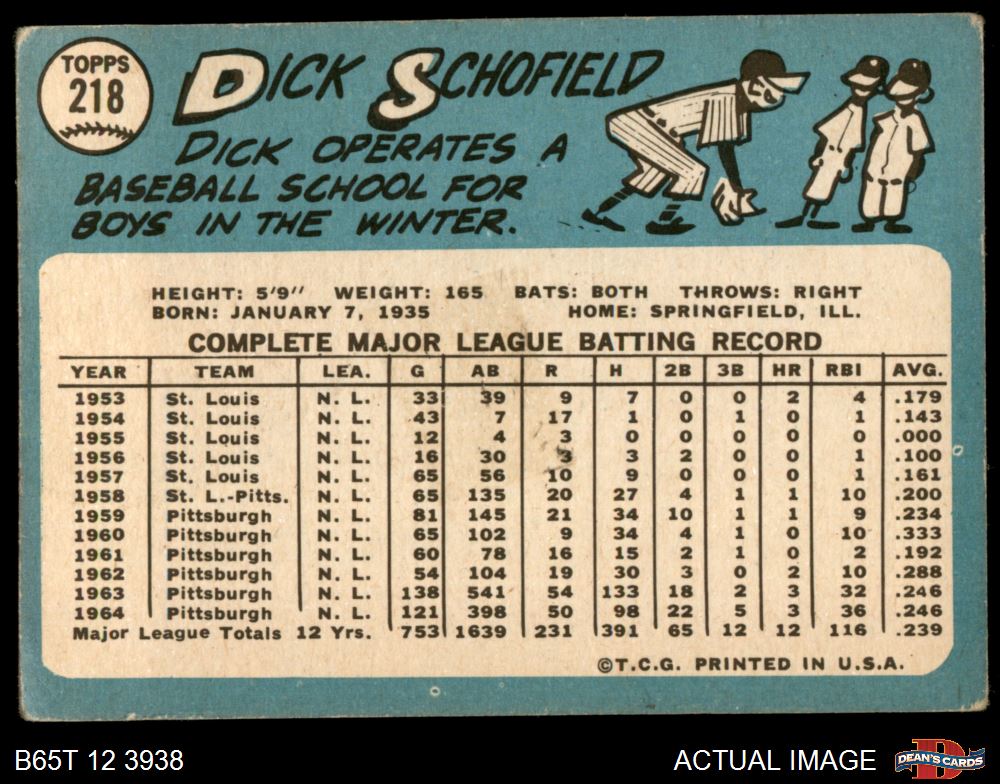 TOPPS
218
DICK SCHOFIELD
DICK OPERATES A
BASEBALL SCHOOL FOR
BOYS IN THE WINTER.
HEIGHT: 5'9" WEIGHT: 165 BATS: BOTH THROWS: RIGHT
BORN: JANUARY 7, 1935 HOME: SPRINGFIELD, ILL.
COMPLETE MAJOR LEAGUE BATTING RECORD
YEAR TEAM LEA. G AB R H 2B 3B HR RBI AVG.
1953 St. Louis N. L. 33 39 9 7 0 0 2 4 .179
1954 St. Louis N. L. 43 7 17 1 0 1 0 1 .143
1955 St. Louis N. L. 12 4 3 0 0 0 0 0 .000
1956 St. Louis N. L. 16 30 3 3 2 0 0 1 .100
1957 St. Louis N. L. 65 56 10 9 0 0 0 1 .161
1958 St. L.-Pitts. N. L. 65 135 20 27 4 1 1 10 .200
1959 Pittsburgh N. L. 81 145 21 34 10 1 1 9 .234
1960 Pittsburgh N. L. 65 102 9 34 4 1 0 10 .333
1961 Pittsburgh N. L. 60 78 16 15 2 1 0 2 .192
1962 Pittsburgh N. L. 54 104 19 30 3 0 2 10 .288
1963 Pittsburgh N. L. 138 541 54 133 18 2 3 32 .246
1964 Pittsburgh N. L. 121 398 50 98 22 5 3 36 .246
Major League Totals 12 Yrs. 753 1639 231 391 65 12 12 116 .239
©T.C.G. PRINTED IN U.S.A.
B65T 12 3938 ACTUAL IMAGE
DEAN'S CARDS